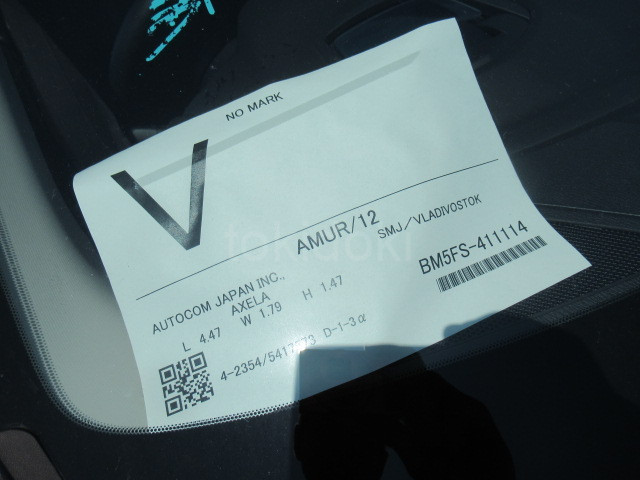 NO MARK
V
AMUR/12
SMJ/VLADIVOSTOK
AUTOCOM JAPAN INC.,
AXELA
L 4.47 W 1.79 H 1.47
BM5FS-411114
D-1-3α
tokidoki